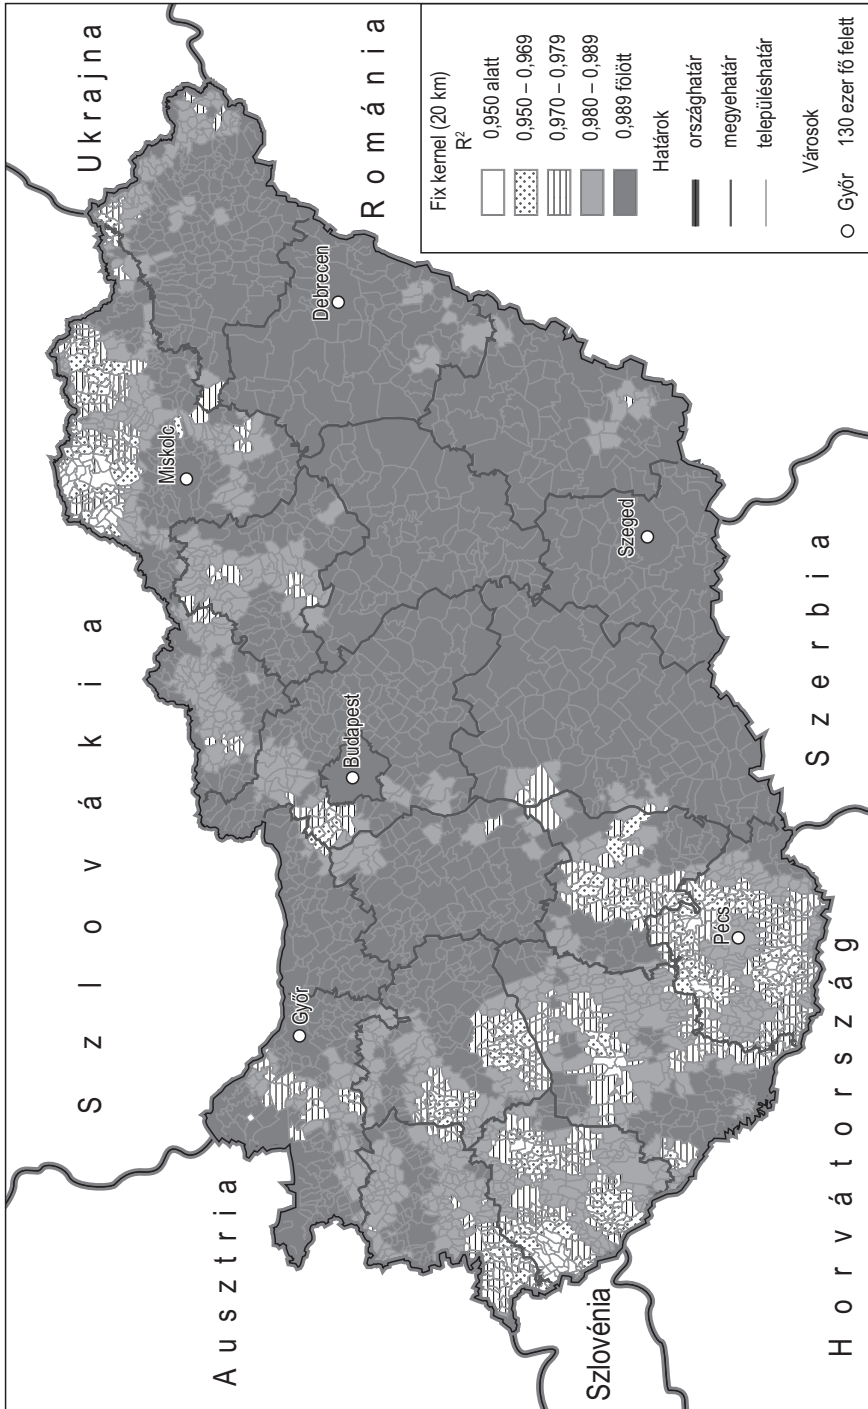 Szlovákia
Ukrajna
Ausztria
Románia
Szlovénia
Horvátország
Szerbia
Győr
Budapest
Miskolc
Debrecen
Szeged
Pécs
Fix kernel (20 km)
R²
0,950 alatt
0,950 – 0,969
0,970 – 0,979
0,980 – 0,989
0,989 fölött
Határok
országhatár
megyehatár
településhatár
Városok
Győr 130 ezer fő felett